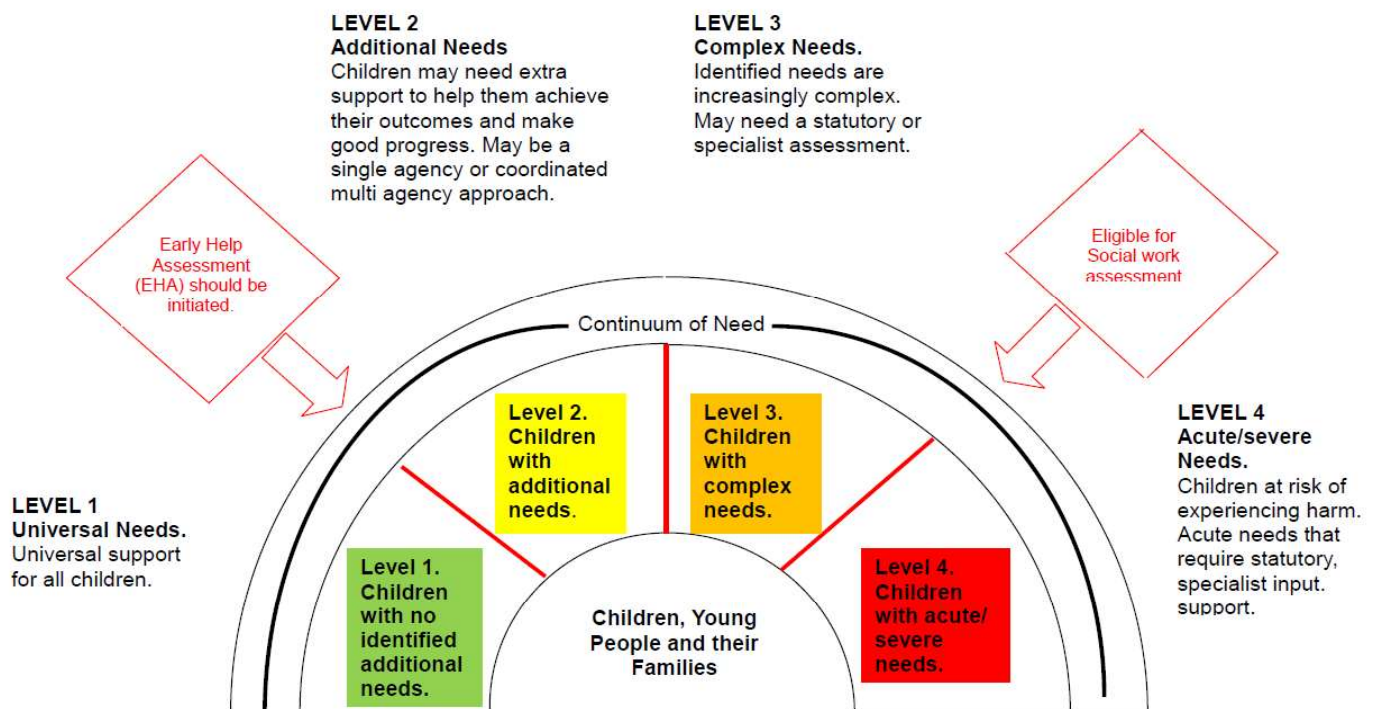 LEVEL 2
Additional Needs
Children may need extra
support to help them achieve
their outcomes and make
good progress. May be a
single agency or coordinated
multi agency approach.
LEVEL 3
Complex Needs.
Identified needs are
increasingly complex.
May need a statutory or
specialist assessment.
Early Help
Assessment
(EHA) should be
initiated.
Eligible for
Social work
assessment
Continuum of Need
LEVEL 1
Universal Needs.
Universal support
for all children.
Level 1.
Children
with no
identified
additional
needs.
Level 2.
Children
with
additional
needs.
Level 3.
Children
with
complex
needs.
Level 4.
Children
with acute/
severe
needs.
Children, Young
People and their
Families
LEVEL 4
Acute/severe
Needs.
Children at risk of
experiencing harm.
Acute needs that
require statutory,
specialist input.
support.